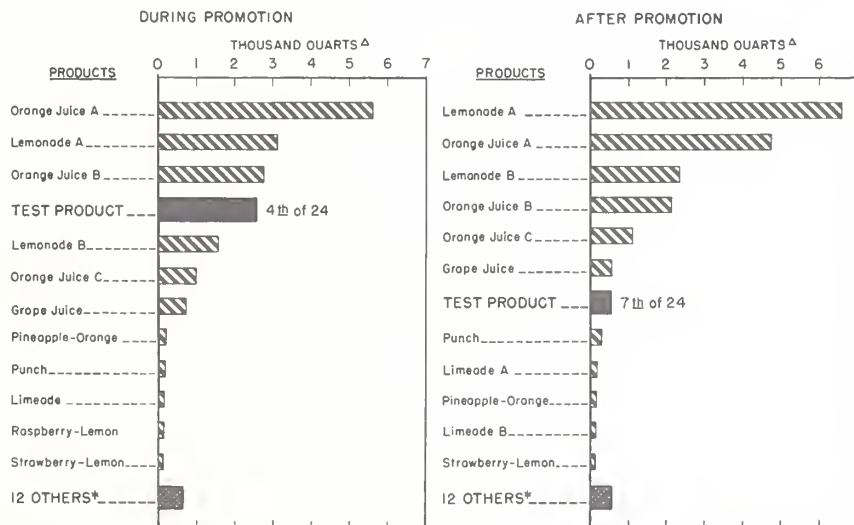 DURING PROMOTION
THOUSAND QUARTS Δ
PRODUCTS
0 1 2 3 4 5 6 7
Orange Juice A
Lemonade A
Orange Juice B
TEST PRODUCT 4th of 24
Lemonade B
Orange Juice C
Grape Juice
Pineapple-Orange
Punch
Limeade
Raspberry-Lemon
Strawberry-Lemon
12 OTHERS*
AFTER PROMOTION
THOUSAND QUARTS Δ
PRODUCTS
0 1 2 3 4 5 6
Lemonade A
Orange Juice A
Lemonade B
Orange Juice B
Orange Juice C
Grape Juice
TEST PRODUCT 7th of 24
Punch
Limeade A
Pineapple-Orange
Limeade B
Strawberry-Lemon
12 OTHERS*